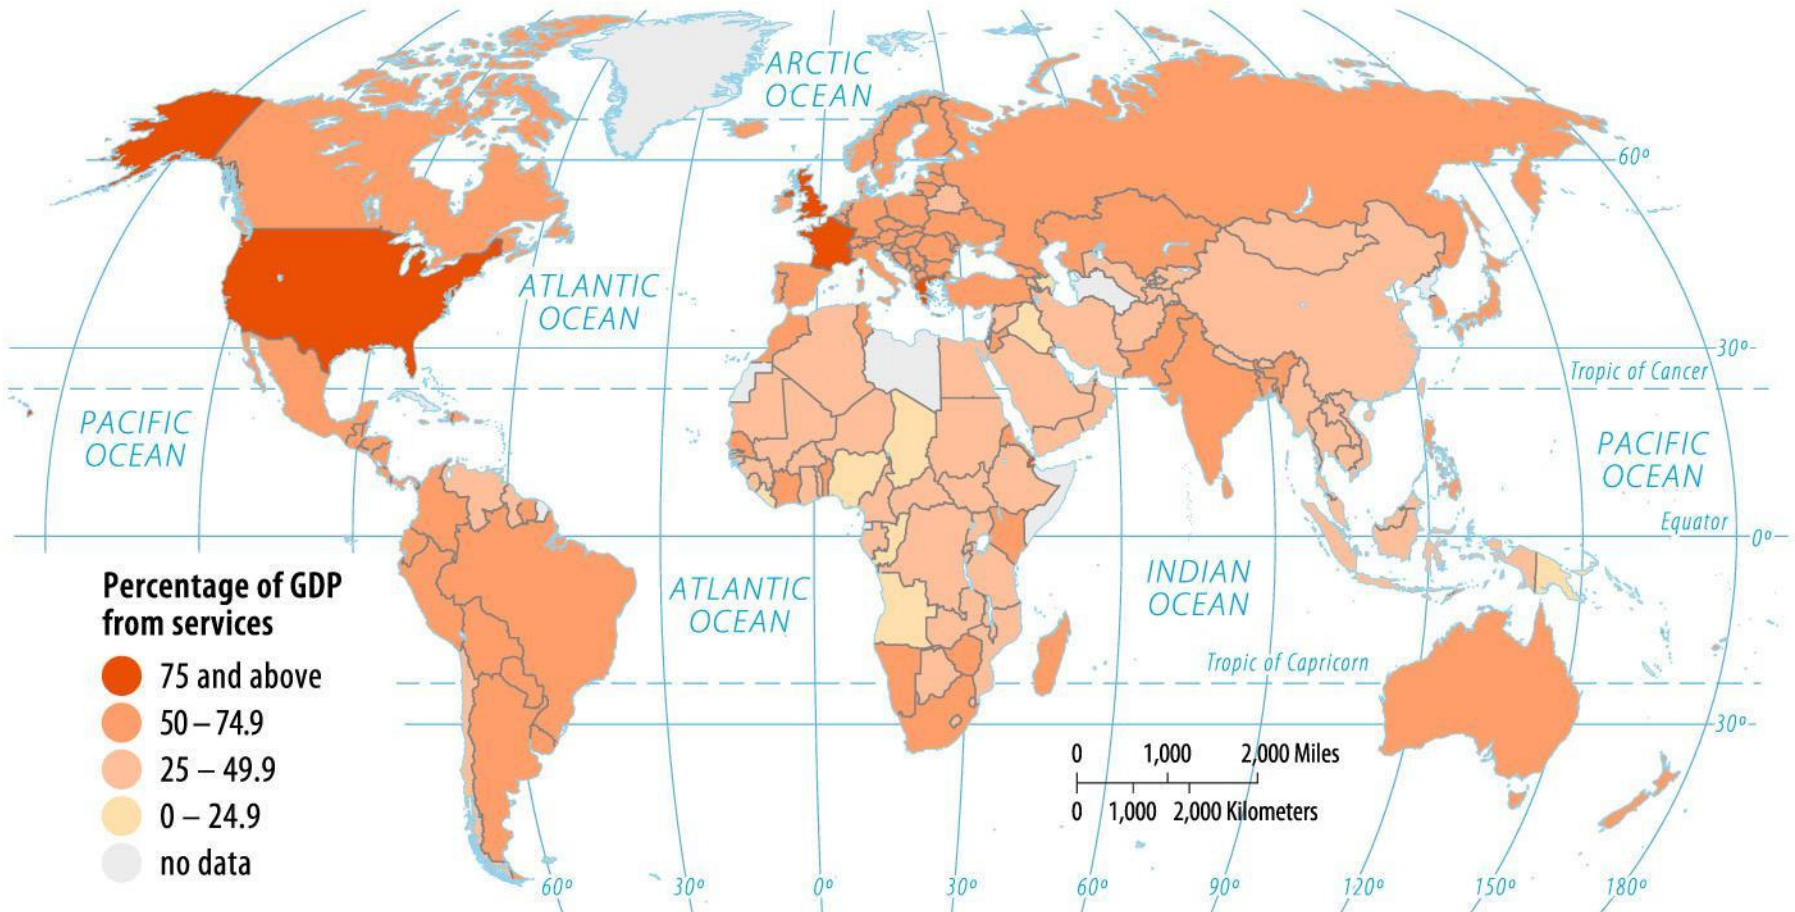 ARCTIC
OCEAN
60º
ATLANTIC
OCEAN
30º
Tropic of Cancer
PACIFIC
OCEAN
PACIFIC
OCEAN
Equator
0º
ATLANTIC
OCEAN
INDIAN
OCEAN
Tropic of Capricorn
30º
Percentage of GDP
from services
75 and above
50 – 74.9
25 – 49.9
0 – 24.9
no data
0 1,000 2,000 Miles
0 1,000 2,000 Kilometers
60º 30º 0º 30º 60º 90º 120º 150º 180º